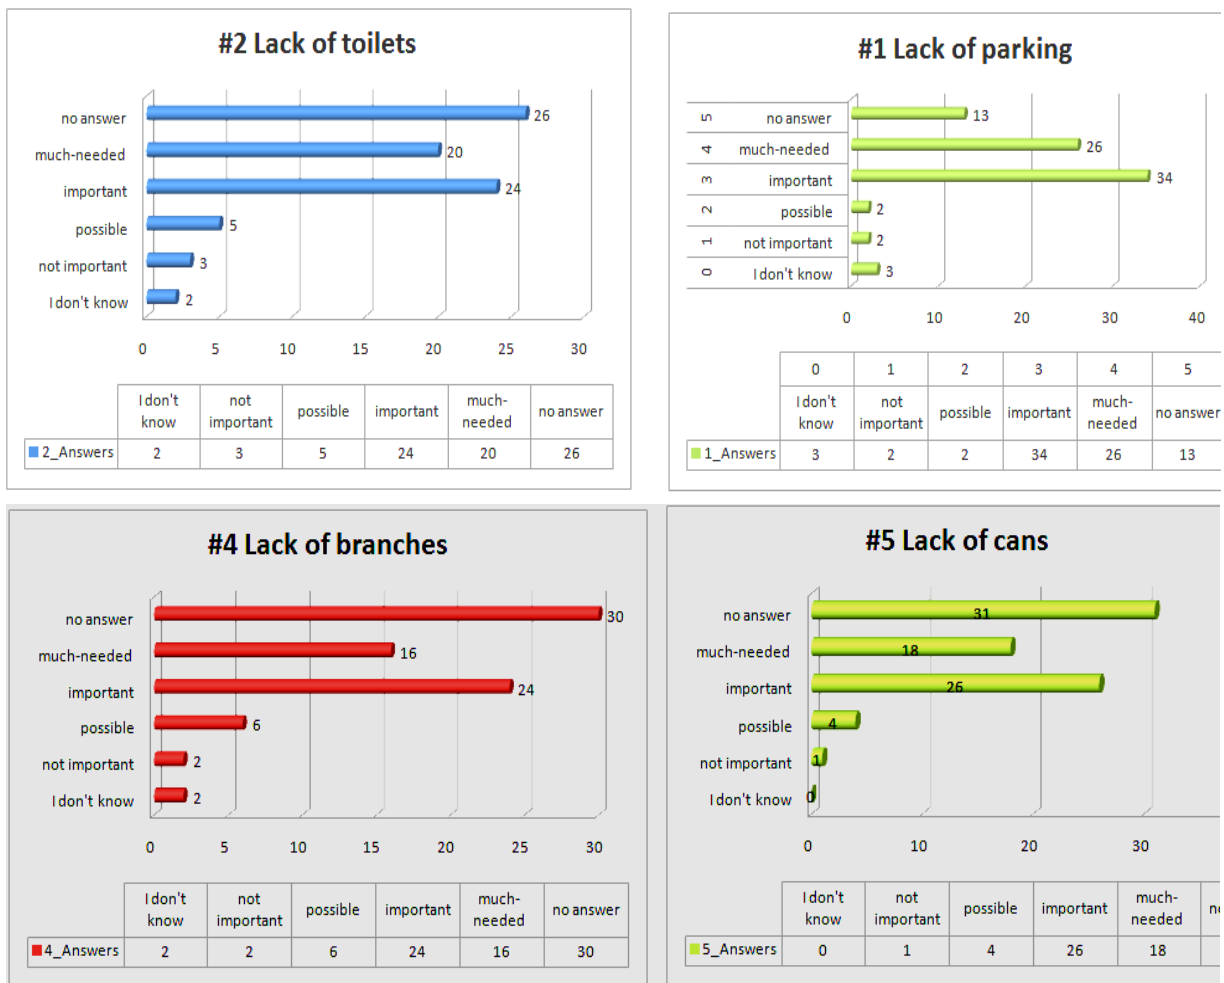 #2 Lack of toilets
no answer 26
much-needed 20
important 24
possible 5
not important 3
I don't know 2
0 5 10 15 20 25 30
I don't know not important possible important much-needed no answer
2_Answers 2 3 5 24 20 26
#1 Lack of parking
5 no answer 13
4 much-needed 26
3 important 34
2 possible 2
1 not important 2
0 I don't know 3
0 10 20 30 40
0 1 2 3 4 5
I don't know not important possible important much-needed no answer
1_Answers 3 2 2 34 26 13
#4 Lack of branches
no answer 30
much-needed 16
important 24
possible 6
not important 2
I don't know 2
0 5 10 15 20 25 30
I don't know not important possible important much-needed no answer
4_Answers 2 2 6 24 16 30
#5 Lack of cans
no answer 31
much-needed 18
important 26
possible 4
not important 1
I don't know 0
0 10 20 30
I don't know not important possible important much-needed
5_Answers 0 1 4 26 18